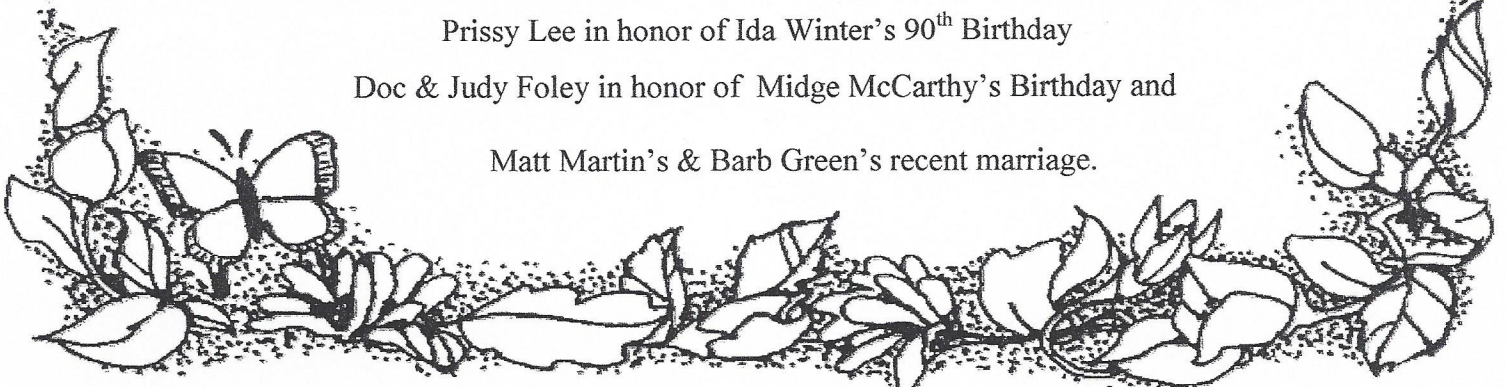 Prissy Lee in honor of Ida Winter's 90th Birthday
Doc & Judy Foley in honor of Midge McCarthy's Birthday and
Matt Martin's & Barb Green's recent marriage.